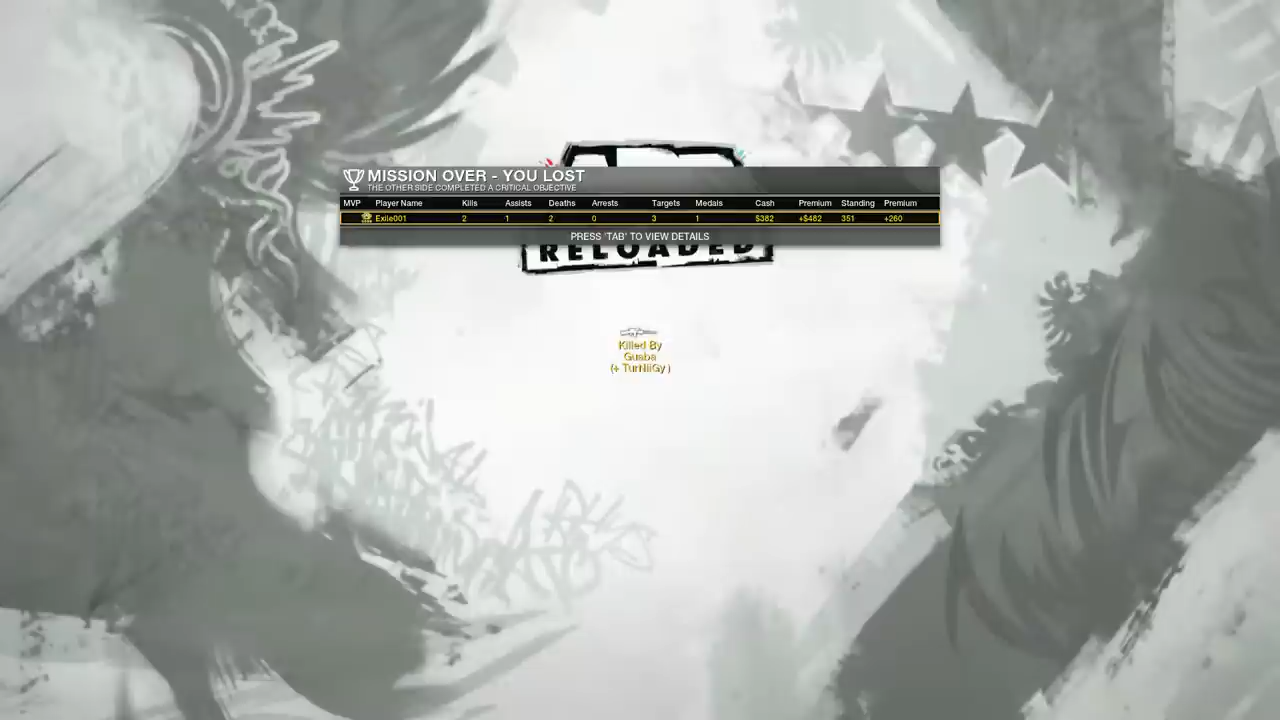 MISSION OVER - YOU LOST
THE OTHER SIDE COMPLETED A CRITICAL OBJECTIVE
MVP Player Name Kills Assists Deaths Arrests Targets Medals Cash Premium Standing Premium
Exile001 2 1 2 0 3 1 $382 +$482 351 +260
PRESS 'TAB' TO VIEW DETAILS
RELOADED
Killed By
Guaba
(+ TurNiiGy )